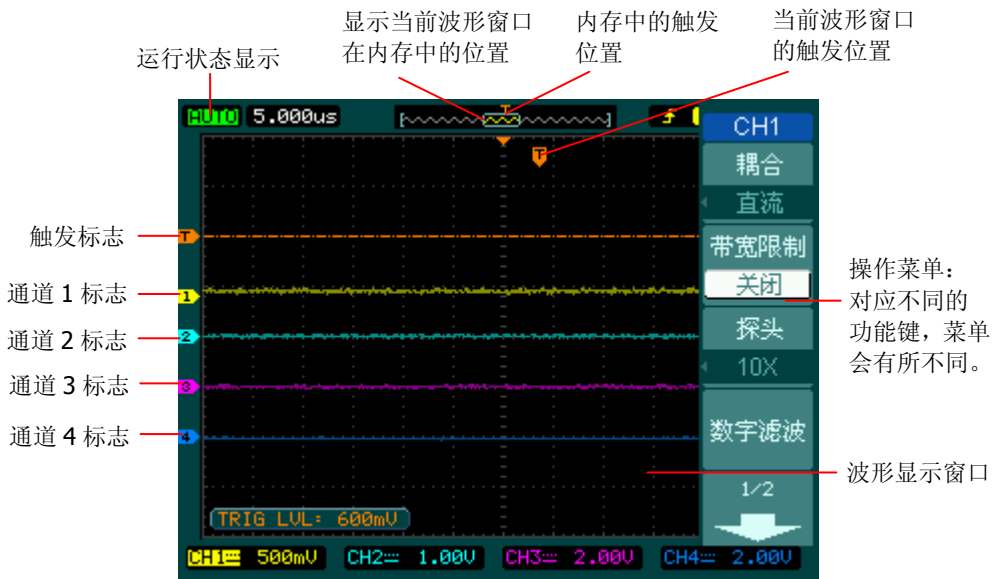 显示当前波形窗口
在内存中的位置
内存中的触发
位置
当前波形窗口
的触发位置
运行状态显示
AUTO 5.000us
T
CH1
T
耦合
直流
触发标志
T
带宽限制
关闭
操作菜单:
对应不同的
功能键,菜单
会有所不同。
通道 1 标志
1
通道 2 标志
2
探头
10X
通道 3 标志
3
通道 4 标志
4
数字滤波
波形显示窗口
1/2
TRIG LVL: 600mV
CH1 500mV CH2 1.00V CH3 2.00V CH4 2.00V